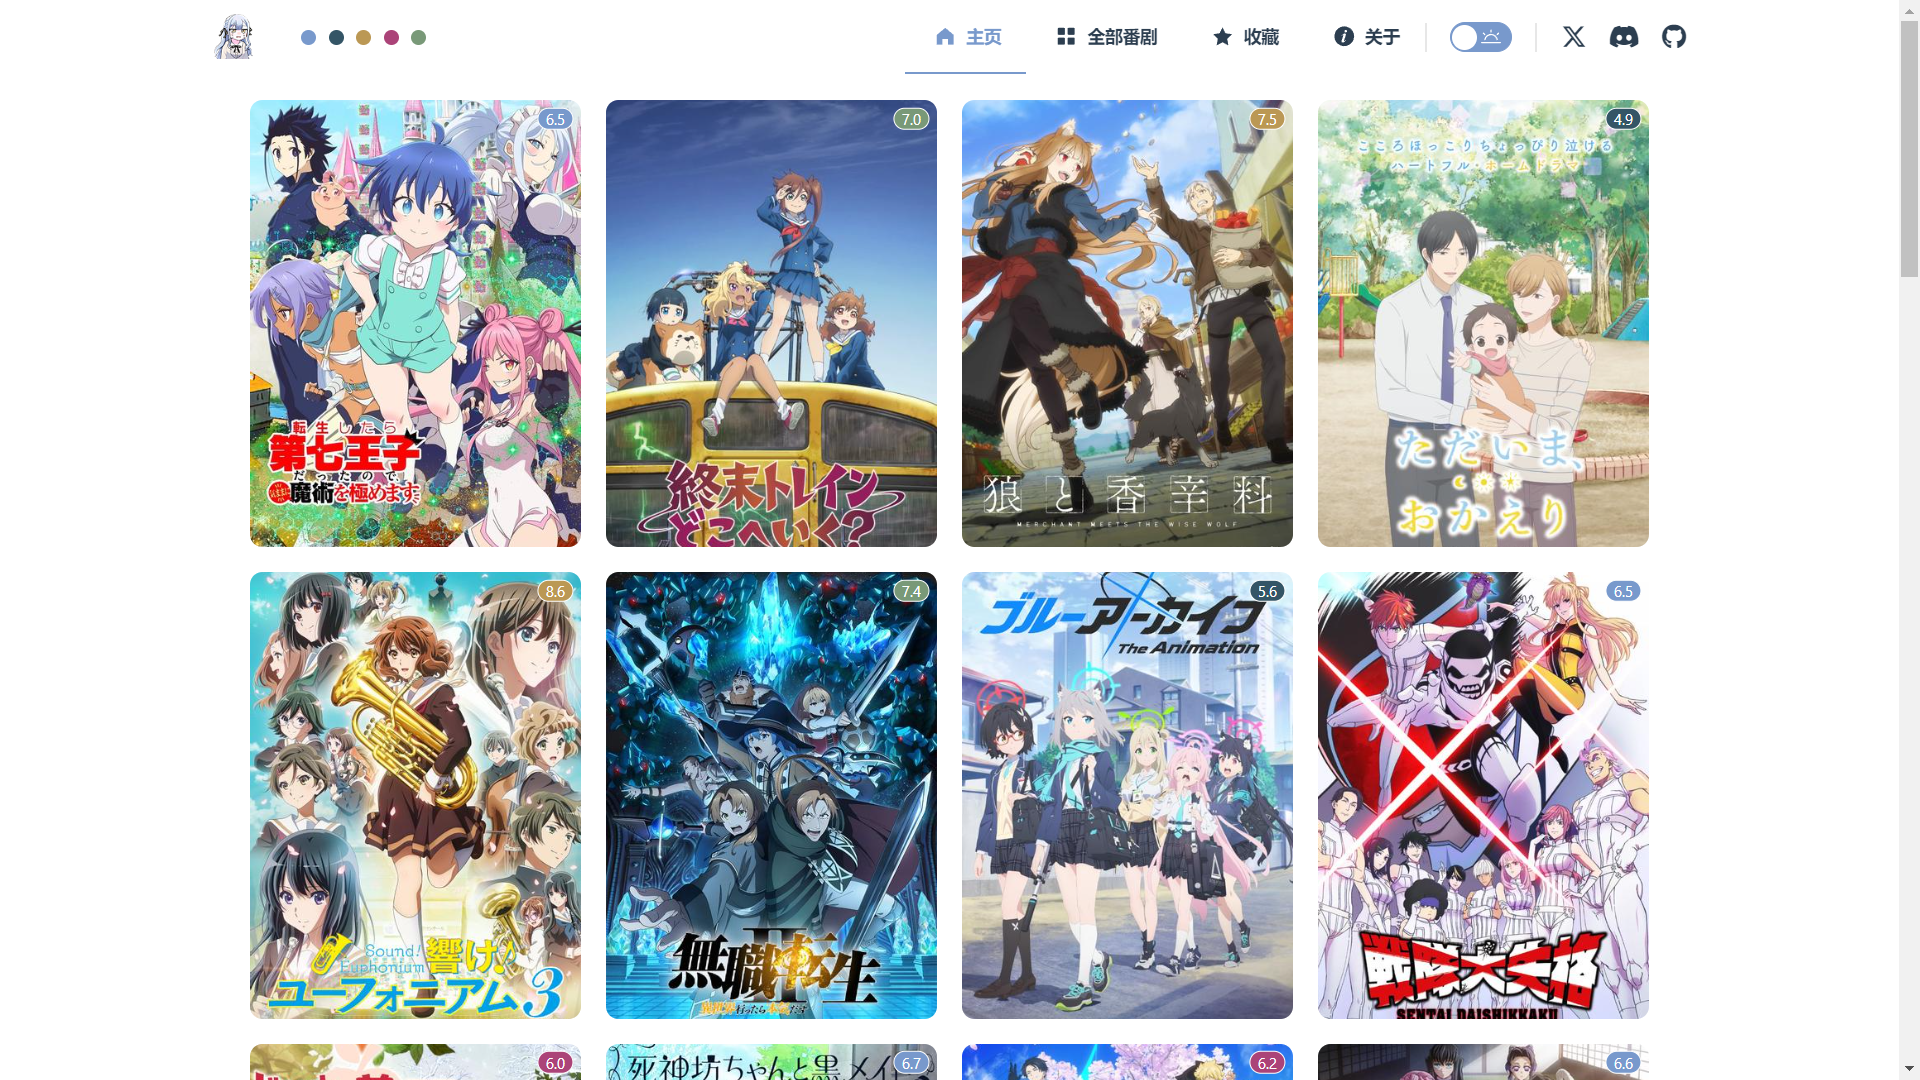 主页
全部番剧
收藏
关于
6.5
転生したら
第七王子
だったので、
気ままに
魔術を極めます
7.0
終末トレイン
どこへいく?
7.5
狼と香辛料
MERCHANT MEETS THE WISE WOLF
4.9
こころほっこりちょっぴり泣ける
ハートフル・ホームドラマ
ただいま、
おかえり
8.6
Sound!
Euphonium
響け!
ユーフォニアム3
7.4
無職転生
II
異世界行ったら本気だす
5.6
ブルーアーカイブ
The Animation
6.5
戦隊大失格
SENTAI DAISHIKKAKU
6.0
6.7
死神坊ちゃんと黒メイド
6.2
6.6